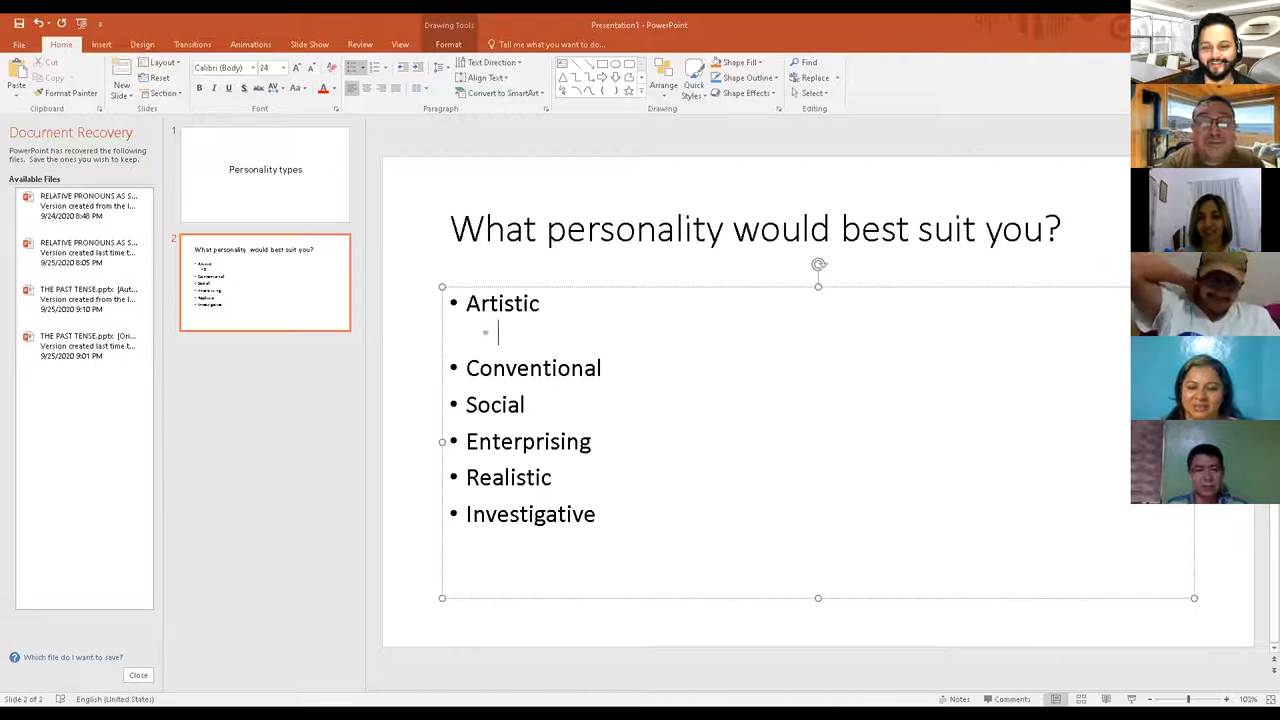 Drawing Tools
Presentation1 - PowerPoint
File Home Insert Design Transitions Animations Slide Show Review View Format Tell me what you want to do...
Paste
Cut
Copy
Format Painter
Clipboard
New Slide
Layout
Reset
Section
Slides
Calibri (Body) 24
Font
Text Direction
Align Text
Convert to SmartArt
Paragraph
Arrange
Quick Styles
Shape Fill
Shape Outline
Shape Effects
Drawing
Find
Replace
Select
Editing
Document Recovery
PowerPoint has recovered the following
files. Save the ones you wish to keep.
Available Files
RELATIVE PRONOUNS AS S...
Version created from the l...
9/24/2020 8:48 PM
RELATIVE PRONOUNS AS S...
Version created last time t...
9/25/2020 8:05 PM
THE PAST TENSE.pptx [Aut...
Version created from the l...
9/25/2020 9:10 PM
THE PAST TENSE.pptx [Ori...
Version created last time t...
9/25/2020 9:01 PM
Which file do I want to save?
Close
1
Personality types
2
What personality would best suit you?
Artistic
Conventional
Social
Enterprising
Realistic
Investigative
What personality would best suit you?
• Artistic
• Conventional
• Social
• Enterprising
• Realistic
• Investigative
Slide 2 of 2 English (United States) Notes Comments 103%